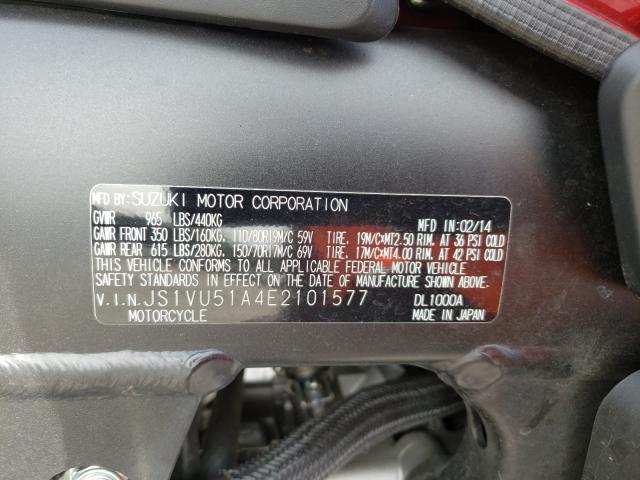 MFD BY:SUZUKI MOTOR CORPORATION
GVWR 965 LBS/440KG MFD IN:02/14
GAWR FRONT 350 LBS/160KG. 110/80R19M/C 59V TIRE. 19M/C×MT2.50 RIM. AT 36 PSI COLD
GAWR REAR 615 LBS/280KG. 150/70R17M/C 69V TIRE. 17M/C×MT4.00 RIM. AT 42 PSI COLD
THIS VEHICLE CONFORMS TO ALL APPLICABLE FEDERAL MOTOR VEHICLE
SAFETY STANDARDS IN EFFECT ON THE DATE OF MANUFACTURE SHOWN ABOVE.
V.I.N.JS1VU51A4E2101577 DL1000A
MOTORCYCLE MADE IN JAPAN